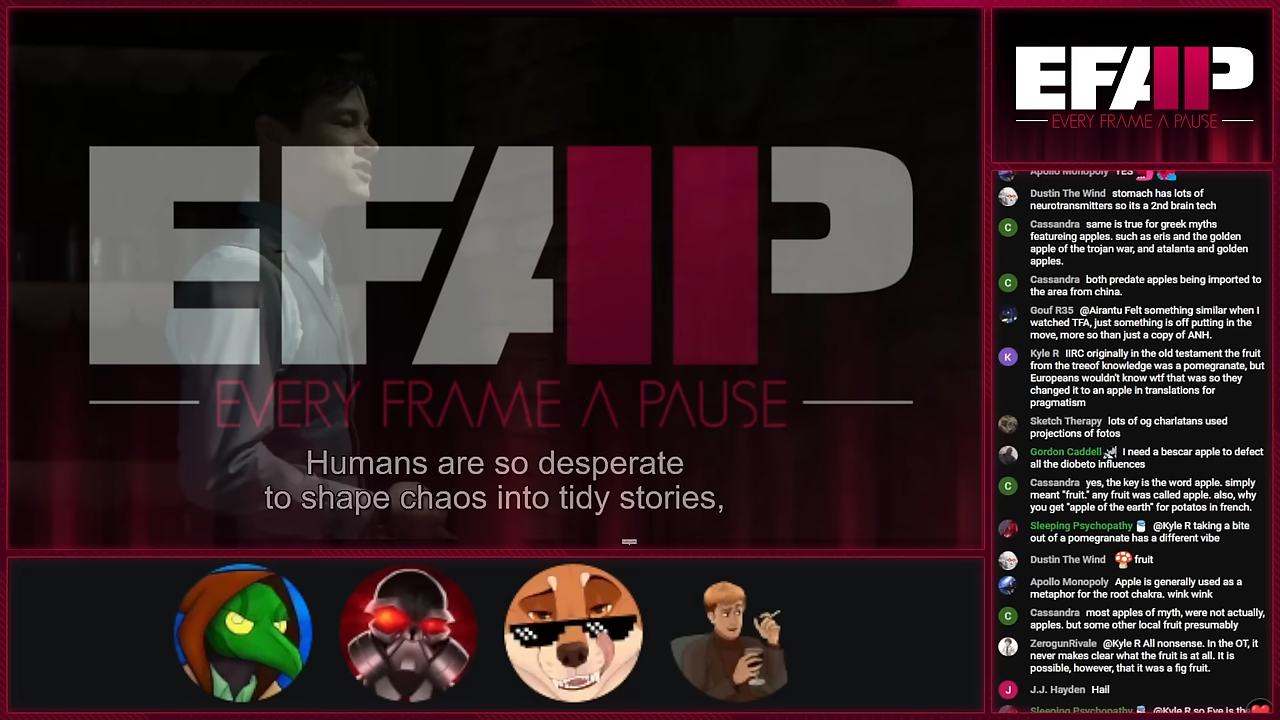 EFAP
EVERY FRAME A PAUSE
Humans are so desperate
to shape chaos into tidy stories,
EFAP
EVERY FRAME A PAUSE
Apollo Monopoly YES
Dustin The Wind stomach has lots of
neurotransmitters so its a 2nd brain tech
Cassandra same is true for greek myths
featureing apples. such as eris and the golden
apple of the trojan war, and atalanta and golden
apples.
Cassandra both predate apples being imported to
the area from china.
Gouf R35 @Airantu Felt something similar when I
watched TFA, just something is off putting in the
move, more so than just a copy of ANH.
K
Kyle R IIRC originally in the old testament the fruit
from the treeof knowledge was a pomegranate, but
Europeans wouldn't know wtf that was so they
changed it to an apple in translations for
pragmatism
Sketch Therapy lots of og charlatans used
projections of fotos
Gordon Caddell I need a bescar apple to defect
all the diobeto influences
C
Cassandra yes, the key is the word apple. simply
meant "fruit." any fruit was called apple. also, why
you get "apple of the earth" for potatos in french.
Sleeping Psychopathy @Kyle R taking a bite
out of a pomegranate has a different vibe
Dustin The Wind fruit
Apollo Monopoly Apple is generally used as a
metaphor for the root chakra. wink wink
C
Cassandra most apples of myth, were not actually,
apples. but some other local fruit presumably
ZerogunRivale @Kyle R All nonsense. In the OT, it
never makes clear what the fruit is at all. It is
possible, however, that it was a fig fruit.
J
J.J. Hayden Hail
Sleeping Psychopathy @Kyle R so Eve is the